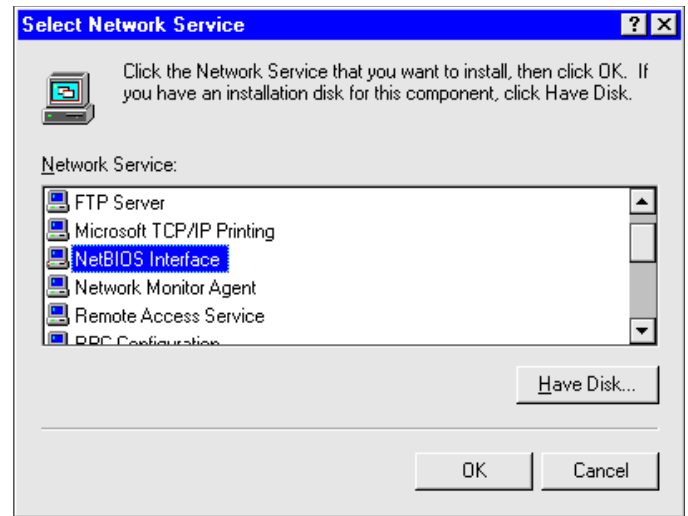 Select Network Service
Click the Network Service that you want to install, then click OK. If
you have an installation disk for this component, click Have Disk.
Network Service:
FTP Server
Microsoft TCP/IP Printing
NetBIOS Interface
Network Monitor Agent
Remote Access Service
RPC Configuration
Have Disk...
OK
Cancel